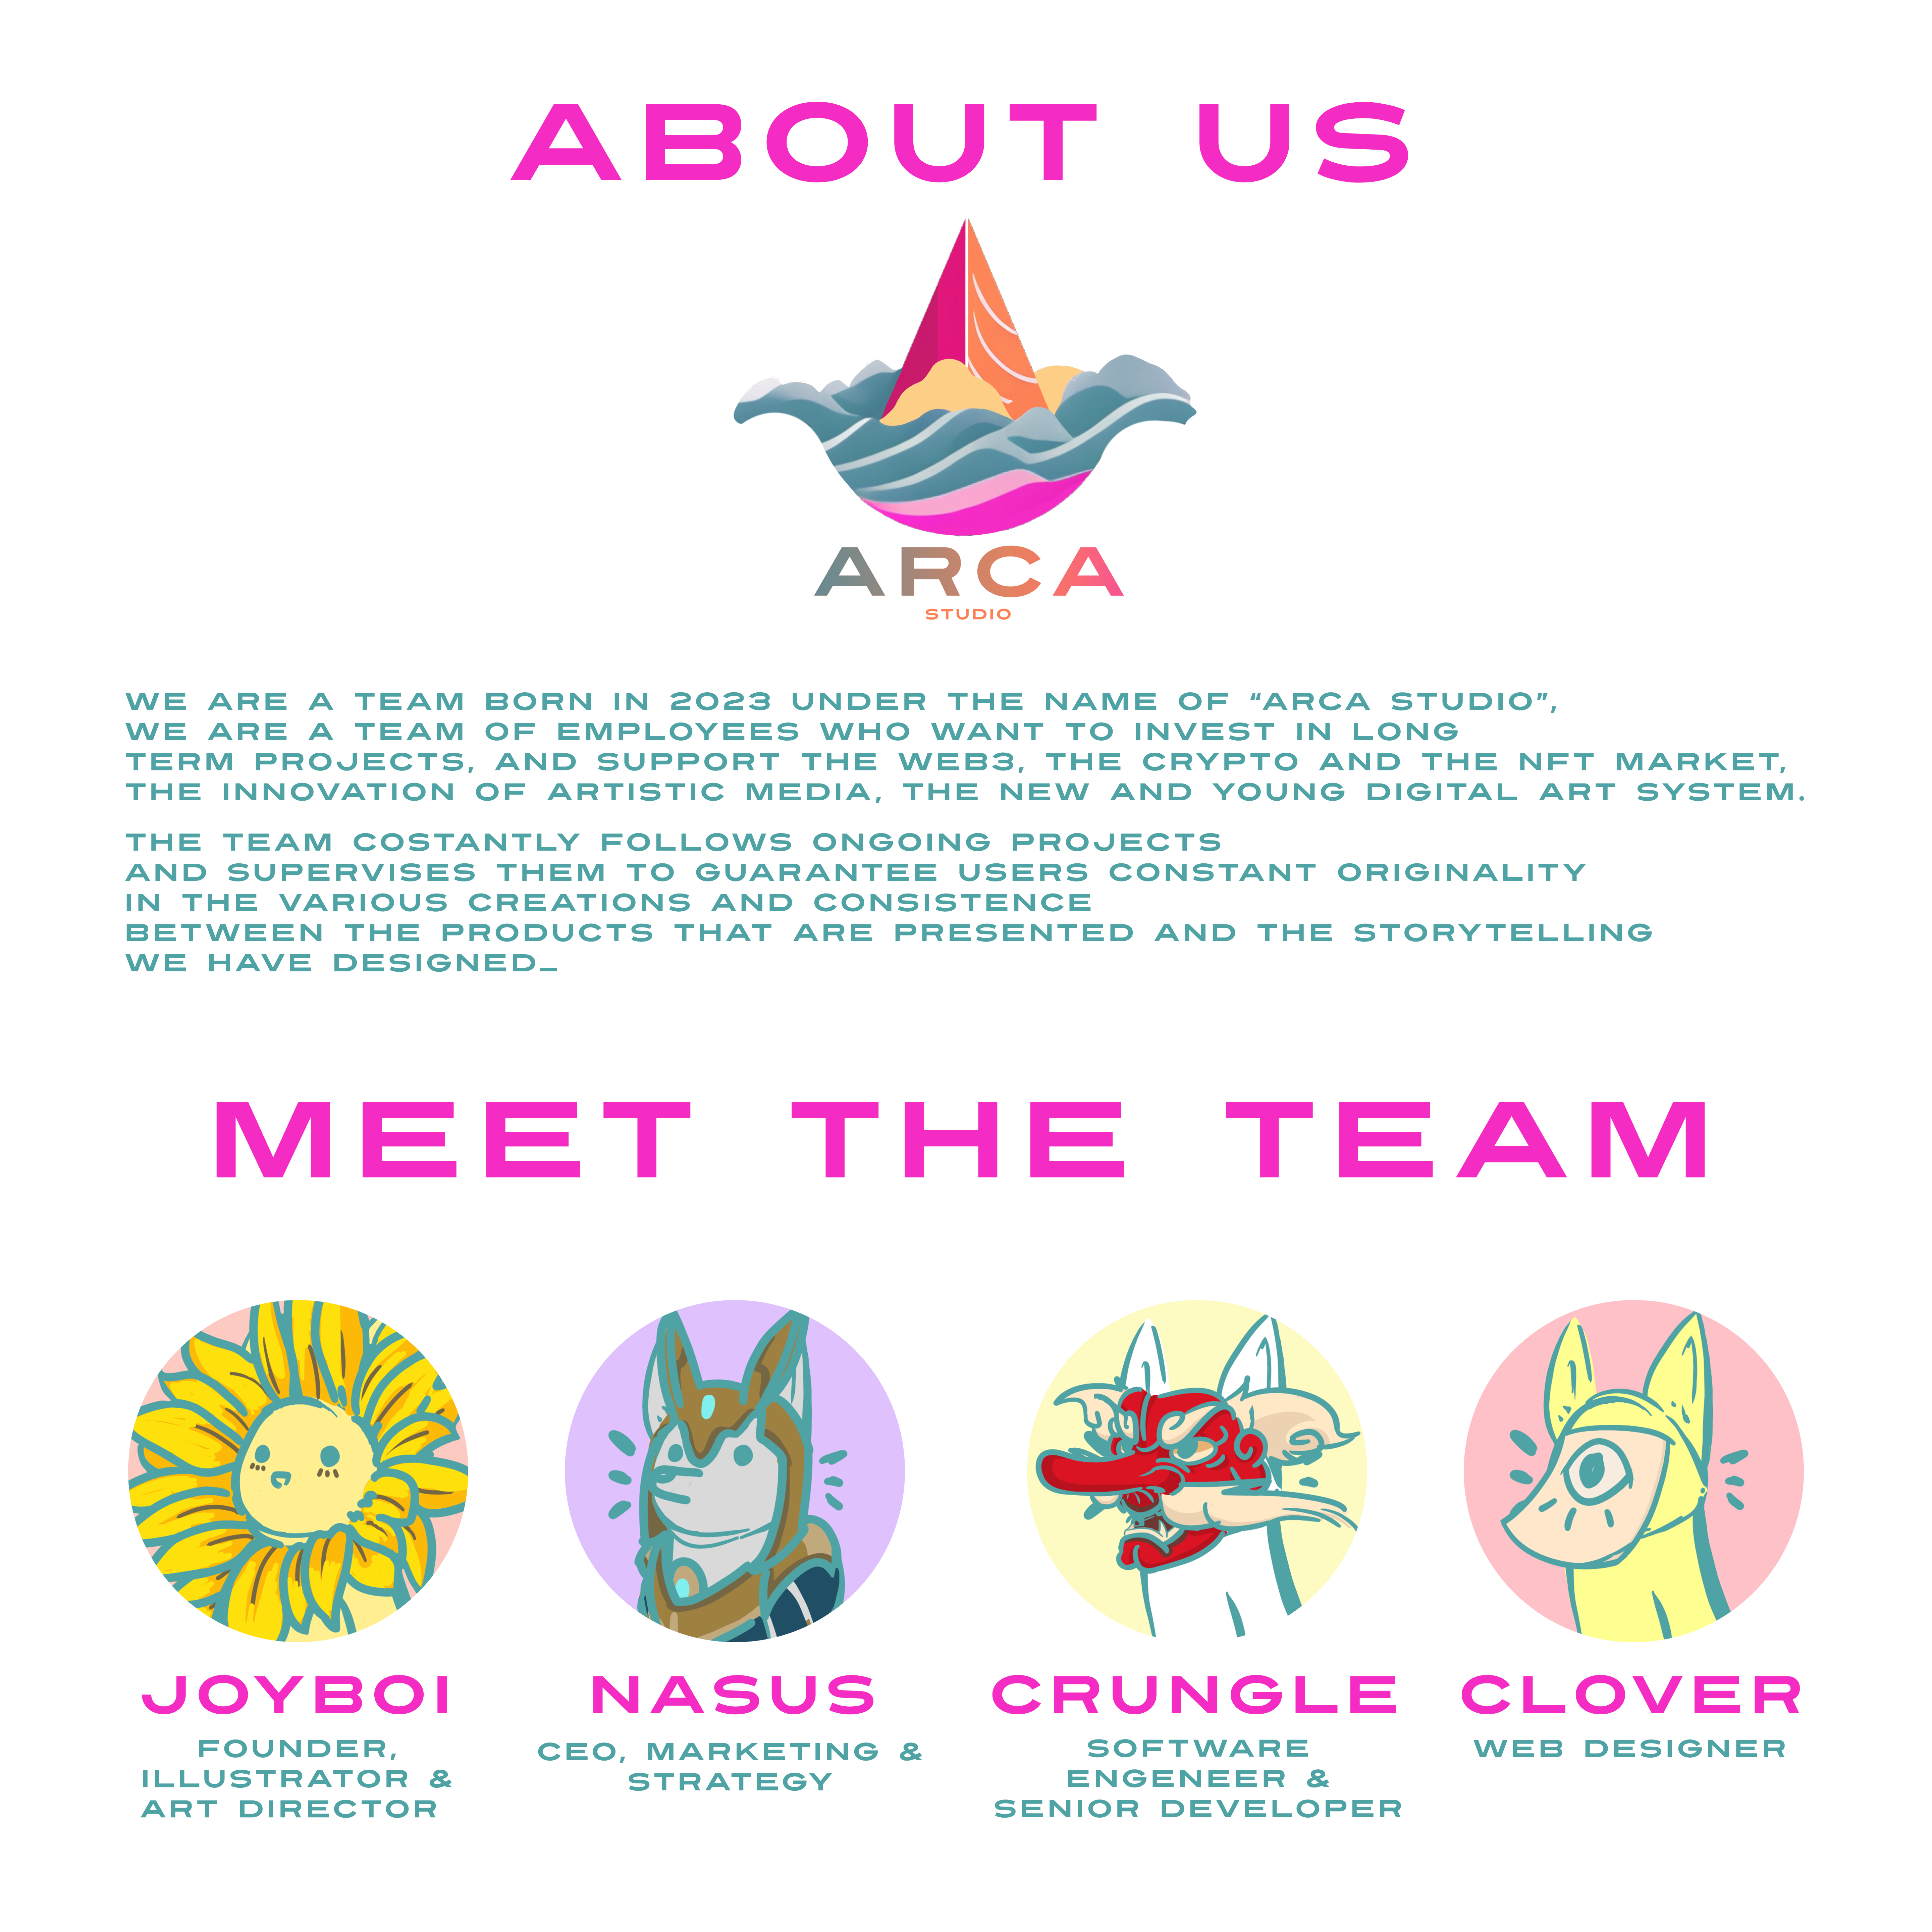 ABOUT US
ARCA
STUDIO
WE ARE A TEAM BORN IN 2023 UNDER THE NAME OF “ARCA STUDIO”,
WE ARE A TEAM OF EMPLOYEES WHO WANT TO INVEST IN LONG
TERM PROJECTS, AND SUPPORT THE WEB3, THE CRYPTO AND THE NFT MARKET,
THE INNOVATION OF ARTISTIC MEDIA, THE NEW AND YOUNG DIGITAL ART SYSTEM.
THE TEAM COSTANTLY FOLLOWS ONGOING PROJECTS
AND SUPERVISES THEM TO GUARANTEE USERS CONSTANT ORIGINALITY
IN THE VARIOUS CREATIONS AND CONSISTENCE
BETWEEN THE PRODUCTS THAT ARE PRESENTED AND THE STORYTELLING
WE HAVE DESIGNED_
MEET THE TEAM
JOYBOI
FOUNDER,
ILLUSTRATOR &
ART DIRECTOR
NASUS
CEO, MARKETING &
STRATEGY
CRUNGLE
SOFTWARE
ENGENEER &
SENIOR DEVELOPER
CLOVER
WEB DESIGNER